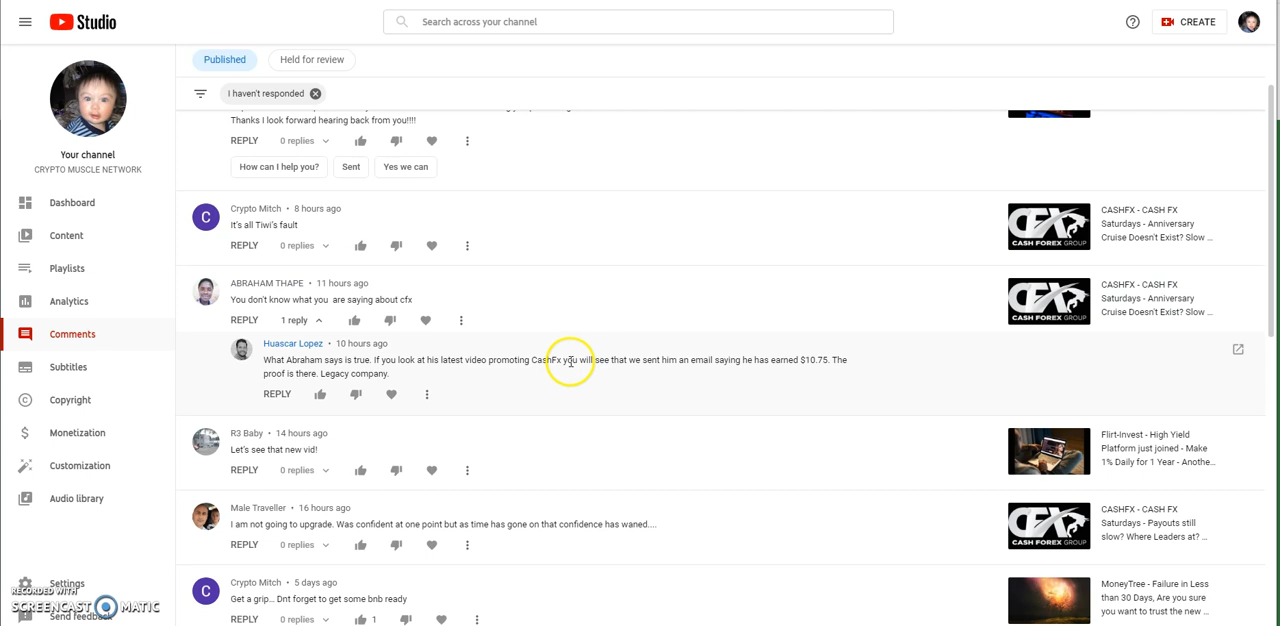 Studio
Search across your channel
CREATE
Your channel
CRYPTO MUSCLE NETWORK
Dashboard
Content
Playlists
Analytics
Comments
Subtitles
Copyright
Monetization
Customization
Audio library
Settings
Send feedback
RECORDED WITH
SCREENCAST MATIC
Published
Held for review
I haven't responded
Thanks I look forward hearing back from you!!!!
REPLY 0 replies
How can I help you? Sent Yes we can
Crypto Mitch • 8 hours ago
It's all Tiwi's fault
REPLY 0 replies
CFX
CASH FOREX GROUP
CASHFX - CASH FX
Saturdays - Anniversary
Cruise Doesn't Exist? Slow ...
ABRAHAM THAPE • 11 hours ago
You don't know what you are saying about cfx
REPLY 1 reply
CFX
CASH FOREX GROUP
CASHFX - CASH FX
Saturdays - Anniversary
Cruise Doesn't Exist? Slow ...
Huascar Lopez • 10 hours ago
What Abraham says is true. If you look at his latest video promoting CashFx you will see that we sent him an email saying he has earned $10.75. The
proof is there. Legacy company.
REPLY
R3 Baby • 14 hours ago
Let's see that new vid!
REPLY 0 replies
Flirt-Invest - High Yield
Platform just joined - Make
1% Daily for 1 Year - Anothe...
Male Traveller • 16 hours ago
I am not going to upgrade. Was confident at one point but as time has gone on that confidence has waned....
REPLY 0 replies
CFX
CASH FOREX GROUP
CASHFX - CASH FX
Saturdays - Payouts still
slow? Where Leaders at? ...
Crypto Mitch • 5 days ago
Get a grip... Dnt forget to get some bnb ready
REPLY 0 replies 1
MoneyTree - Failure in Less
than 30 Days, Are you sure
you want to trust the new ...